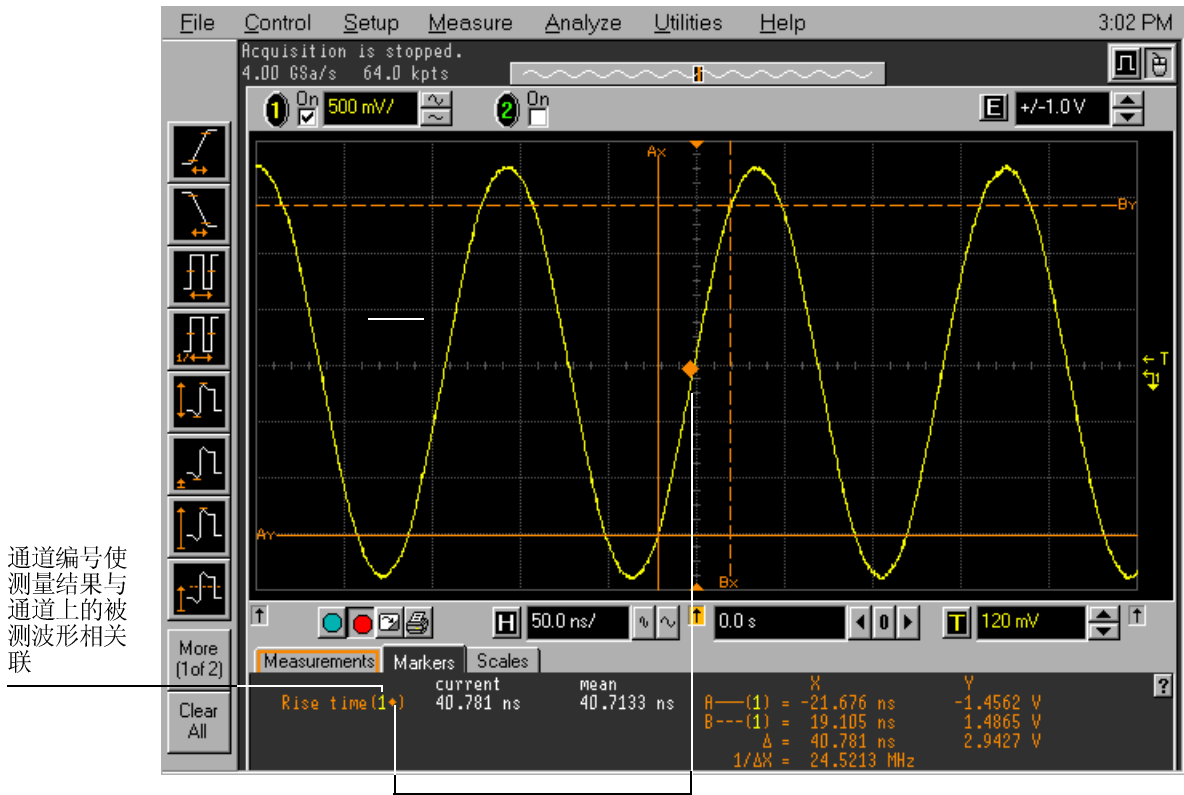 File Control Setup Measure Analyze Utilities Help 3:02 PM
Acquisition is stopped.
4.00 GSa/s 64.0 kpts
1 On 500 mV/ 2 On E +/-1.0 V
Ax
BY
T
1
AY
Bx
通道编号使
测量结果与
通道上的被
测波形相关
联
H 50.0 ns/ 0.0 s 0 T 120 mV
1/
More
(1of 2)
Clear
All
Measurements Markers Scales
current mean X Y ?
Rise time(1◆) 40.781 ns 40.7133 ns A——(1) = -21.676 ns -1.4562 V
B---(1) = 19.105 ns 1.4865 V
Δ = 40.781 ns 2.9427 V
1/ΔX = 24.5213 MHz